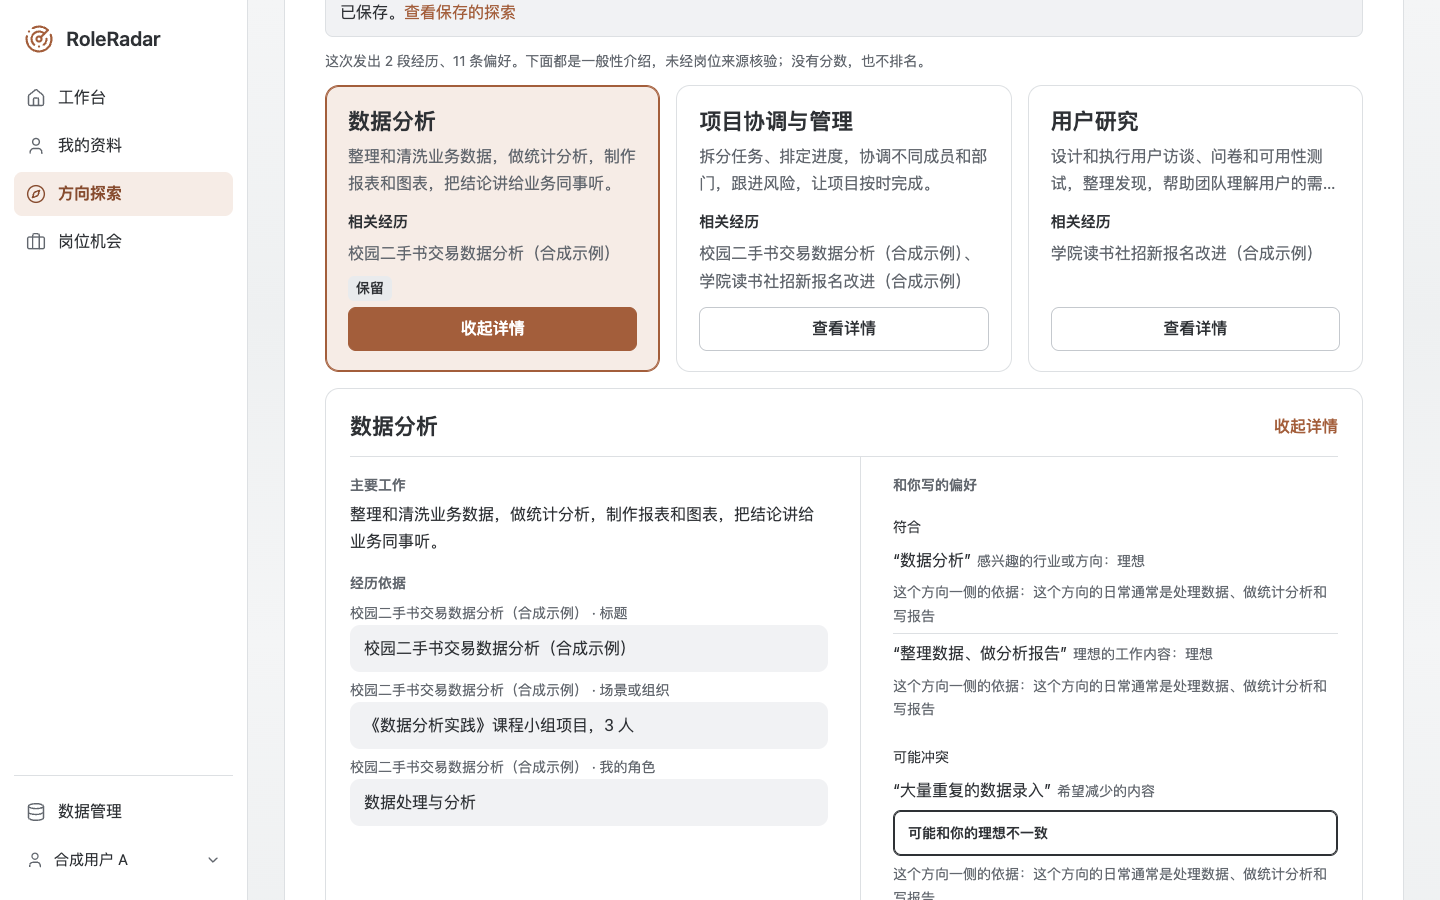 RoleRadar
工作台
我的资料
方向探索
岗位机会
数据管理
合成用户 A
已保存。查看保存的探索
这次发出 2 段经历、11 条偏好。下面都是一般性介绍，未经岗位来源核验；没有分数，也不排名。
数据分析
整理和清洗业务数据，做统计分析，制作
报表和图表，把结论讲给业务同事听。
相关经历
校园二手书交易数据分析（合成示例）
保留
收起详情
项目协调与管理
拆分任务、排定进度，协调不同成员和部
门，跟进风险，让项目按时完成。
相关经历
校园二手书交易数据分析（合成示例）、
学院读书社招新报名改进（合成示例）
查看详情
用户研究
设计和执行用户访谈、问卷和可用性测
试，整理发现，帮助团队理解用户的需...
相关经历
学院读书社招新报名改进（合成示例）
查看详情
数据分析
收起详情
主要工作
整理和清洗业务数据，做统计分析，制作报表和图表，把结论讲给
业务同事听。
经历依据
校园二手书交易数据分析（合成示例） · 标题
校园二手书交易数据分析（合成示例）
校园二手书交易数据分析（合成示例） · 场景或组织
《数据分析实践》课程小组项目，3 人
校园二手书交易数据分析（合成示例） · 我的角色
数据处理与分析
和你写的偏好
符合
“数据分析” 感兴趣的行业或方向：理想
这个方向一侧的依据：这个方向的日常通常是处理数据、做统计分析和
写报告
“整理数据、做分析报告” 理想的工作内容：理想
这个方向一侧的依据：这个方向的日常通常是处理数据、做统计分析和
写报告
可能冲突
“大量重复的数据录入” 希望减少的内容
可能和你的理想不一致
这个方向一侧的依据：这个方向的日常通常是处理数据、做统计分析和
写报告